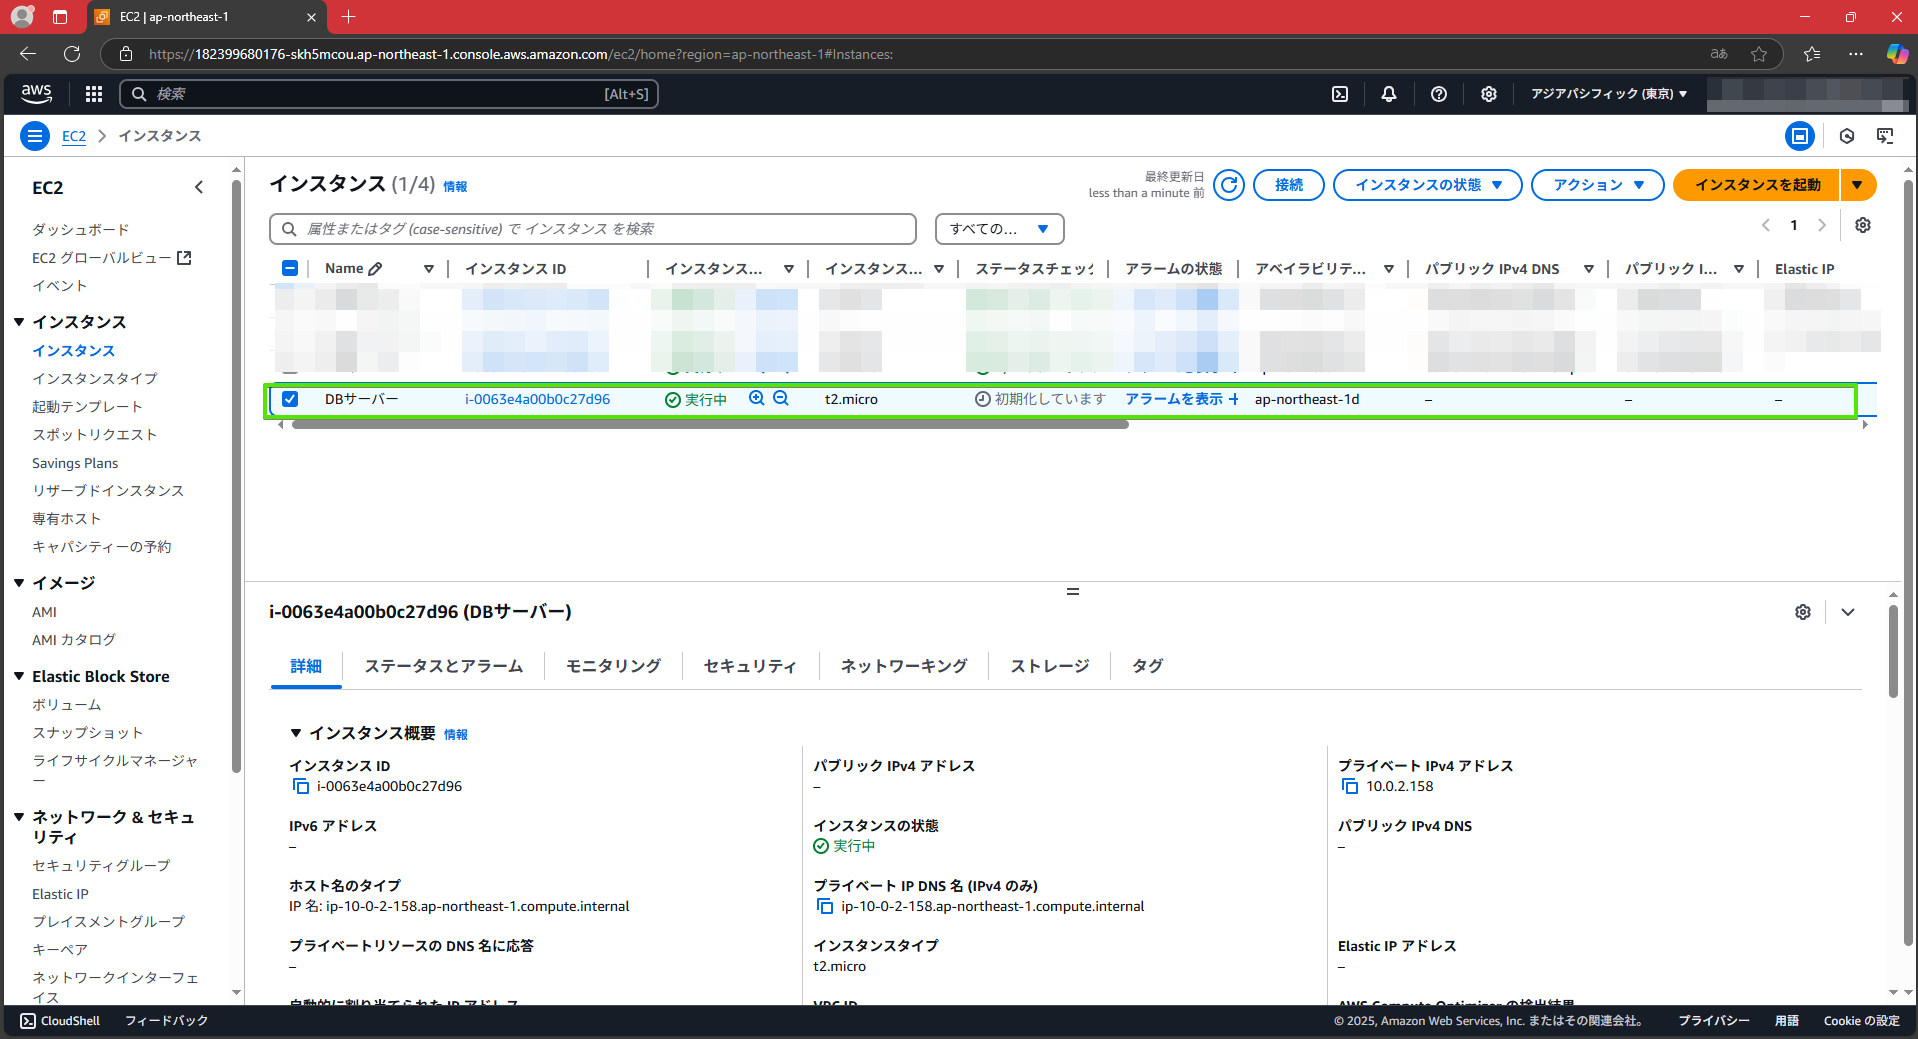 EC2 | ap-northeast-1
https://182399680176-skh5mcou.ap-northeast-1.console.aws.amazon.com/ec2/home?region=ap-northeast-1#Instances:
aあ
aws
検索
[Alt+S]
アジアパシフィック (東京)
EC2
インスタンス
EC2
ダッシュボード
EC2 グローバルビュー
イベント
インスタンス
インスタンス
インスタンスタイプ
起動テンプレート
スポットリクエスト
Savings Plans
リザーブドインスタンス
専有ホスト
キャパシティーの予約
イメージ
AMI
AMI カタログ
Elastic Block Store
ボリューム
スナップショット
ライフサイクルマネージャ
ー
ネットワーク & セキュ
リティ
セキュリティグループ
Elastic IP
プレイスメントグループ
キーペア
ネットワークインターフェ
イス
インスタンス (1/4) 情報
最終更新日
less than a minute 前
接続
インスタンスの状態
アクション
インスタンスを起動
属性またはタグ (case-sensitive) で インスタンス を検索
すべての...
1
Name
インスタンス ID
インスタンス...
インスタンス...
ステータスチェック
アラームの状態
アベイラビリテ...
パブリック IPv4 DNS
パブリック I...
Elastic IP
DBサーバー
i-0063e4a00b0c27d96
実行中
t2.micro
初期化しています
アラームを表示 +
ap-northeast-1d
–
–
–
i-0063e4a00b0c27d96 (DBサーバー)
詳細
ステータスとアラーム
モニタリング
セキュリティ
ネットワーキング
ストレージ
タグ
インスタンス概要 情報
インスタンス ID
i-0063e4a00b0c27d96
パブリック IPv4 アドレス
–
プライベート IPv4 アドレス
10.0.2.158
IPv6 アドレス
–
インスタンスの状態
実行中
パブリック IPv4 DNS
–
ホスト名のタイプ
IP 名: ip-10-0-2-158.ap-northeast-1.compute.internal
プライベート IP DNS 名 (IPv4 のみ)
ip-10-0-2-158.ap-northeast-1.compute.internal
プライベートリソースの DNS 名に応答
–
インスタンスタイプ
t2.micro
Elastic IP アドレス
–
自動的に割り当てられた IP アドレス
VPC ID
AWS Compute Optimizer の検出結果
CloudShell
フィードバック
© 2025, Amazon Web Services, Inc. またはその関連会社。
プライバシー
用語
Cookie の設定